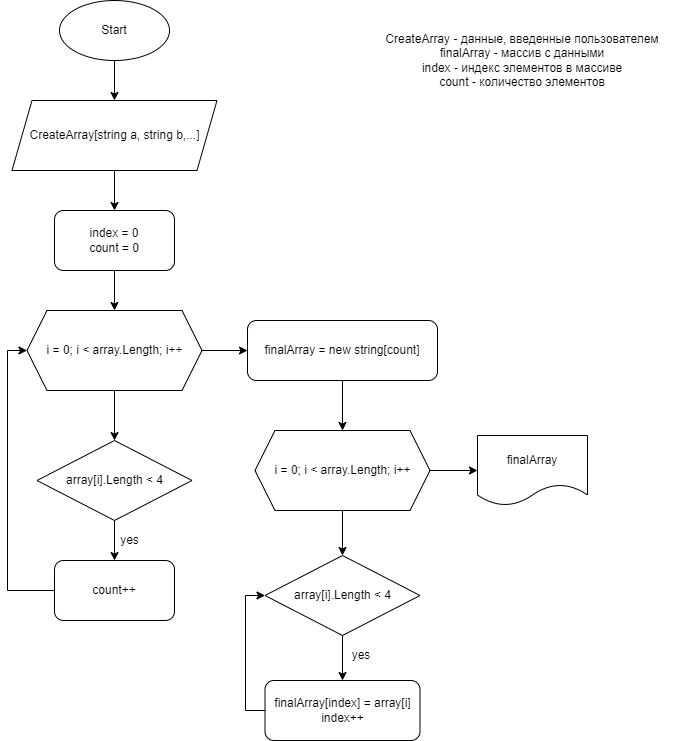 Start
CreateArray - данные, введенные пользователем
finalArray - массив с данными
index - индекс элементов в массиве
count - количество элементов
CreateArray[string a, string b,...]
index = 0
count = 0
i = 0; i < array.Length; i++
finalArray = new string[count]
array[i].Length < 4
yes
count++
i = 0; i < array.Length; i++
finalArray
array[i].Length < 4
yes
finalArray[index] = array[i]
index++